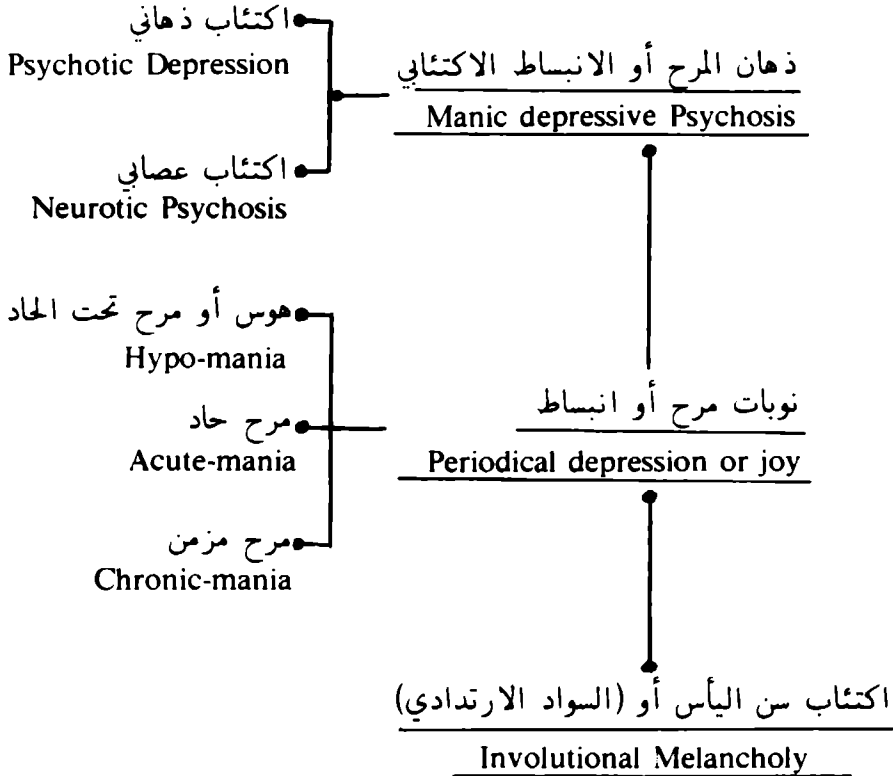 ذهان المرح أو الانبساط الاكتئابي
Manic depressive Psychosis
اكتئاب ذهاني
Psychotic Depression
اكتئاب عصابي
Neurotic Psychosis
نوبات مرح أو انبساط
Periodical depression or joy
هوس أو مرح تحت الحاد
Hypo-mania
مرح حاد
Acute-mania
مرح مزمن
Chronic-mania
اكتئاب سن اليأس أو (السواد الارتدادي)
Involutional Melancholy